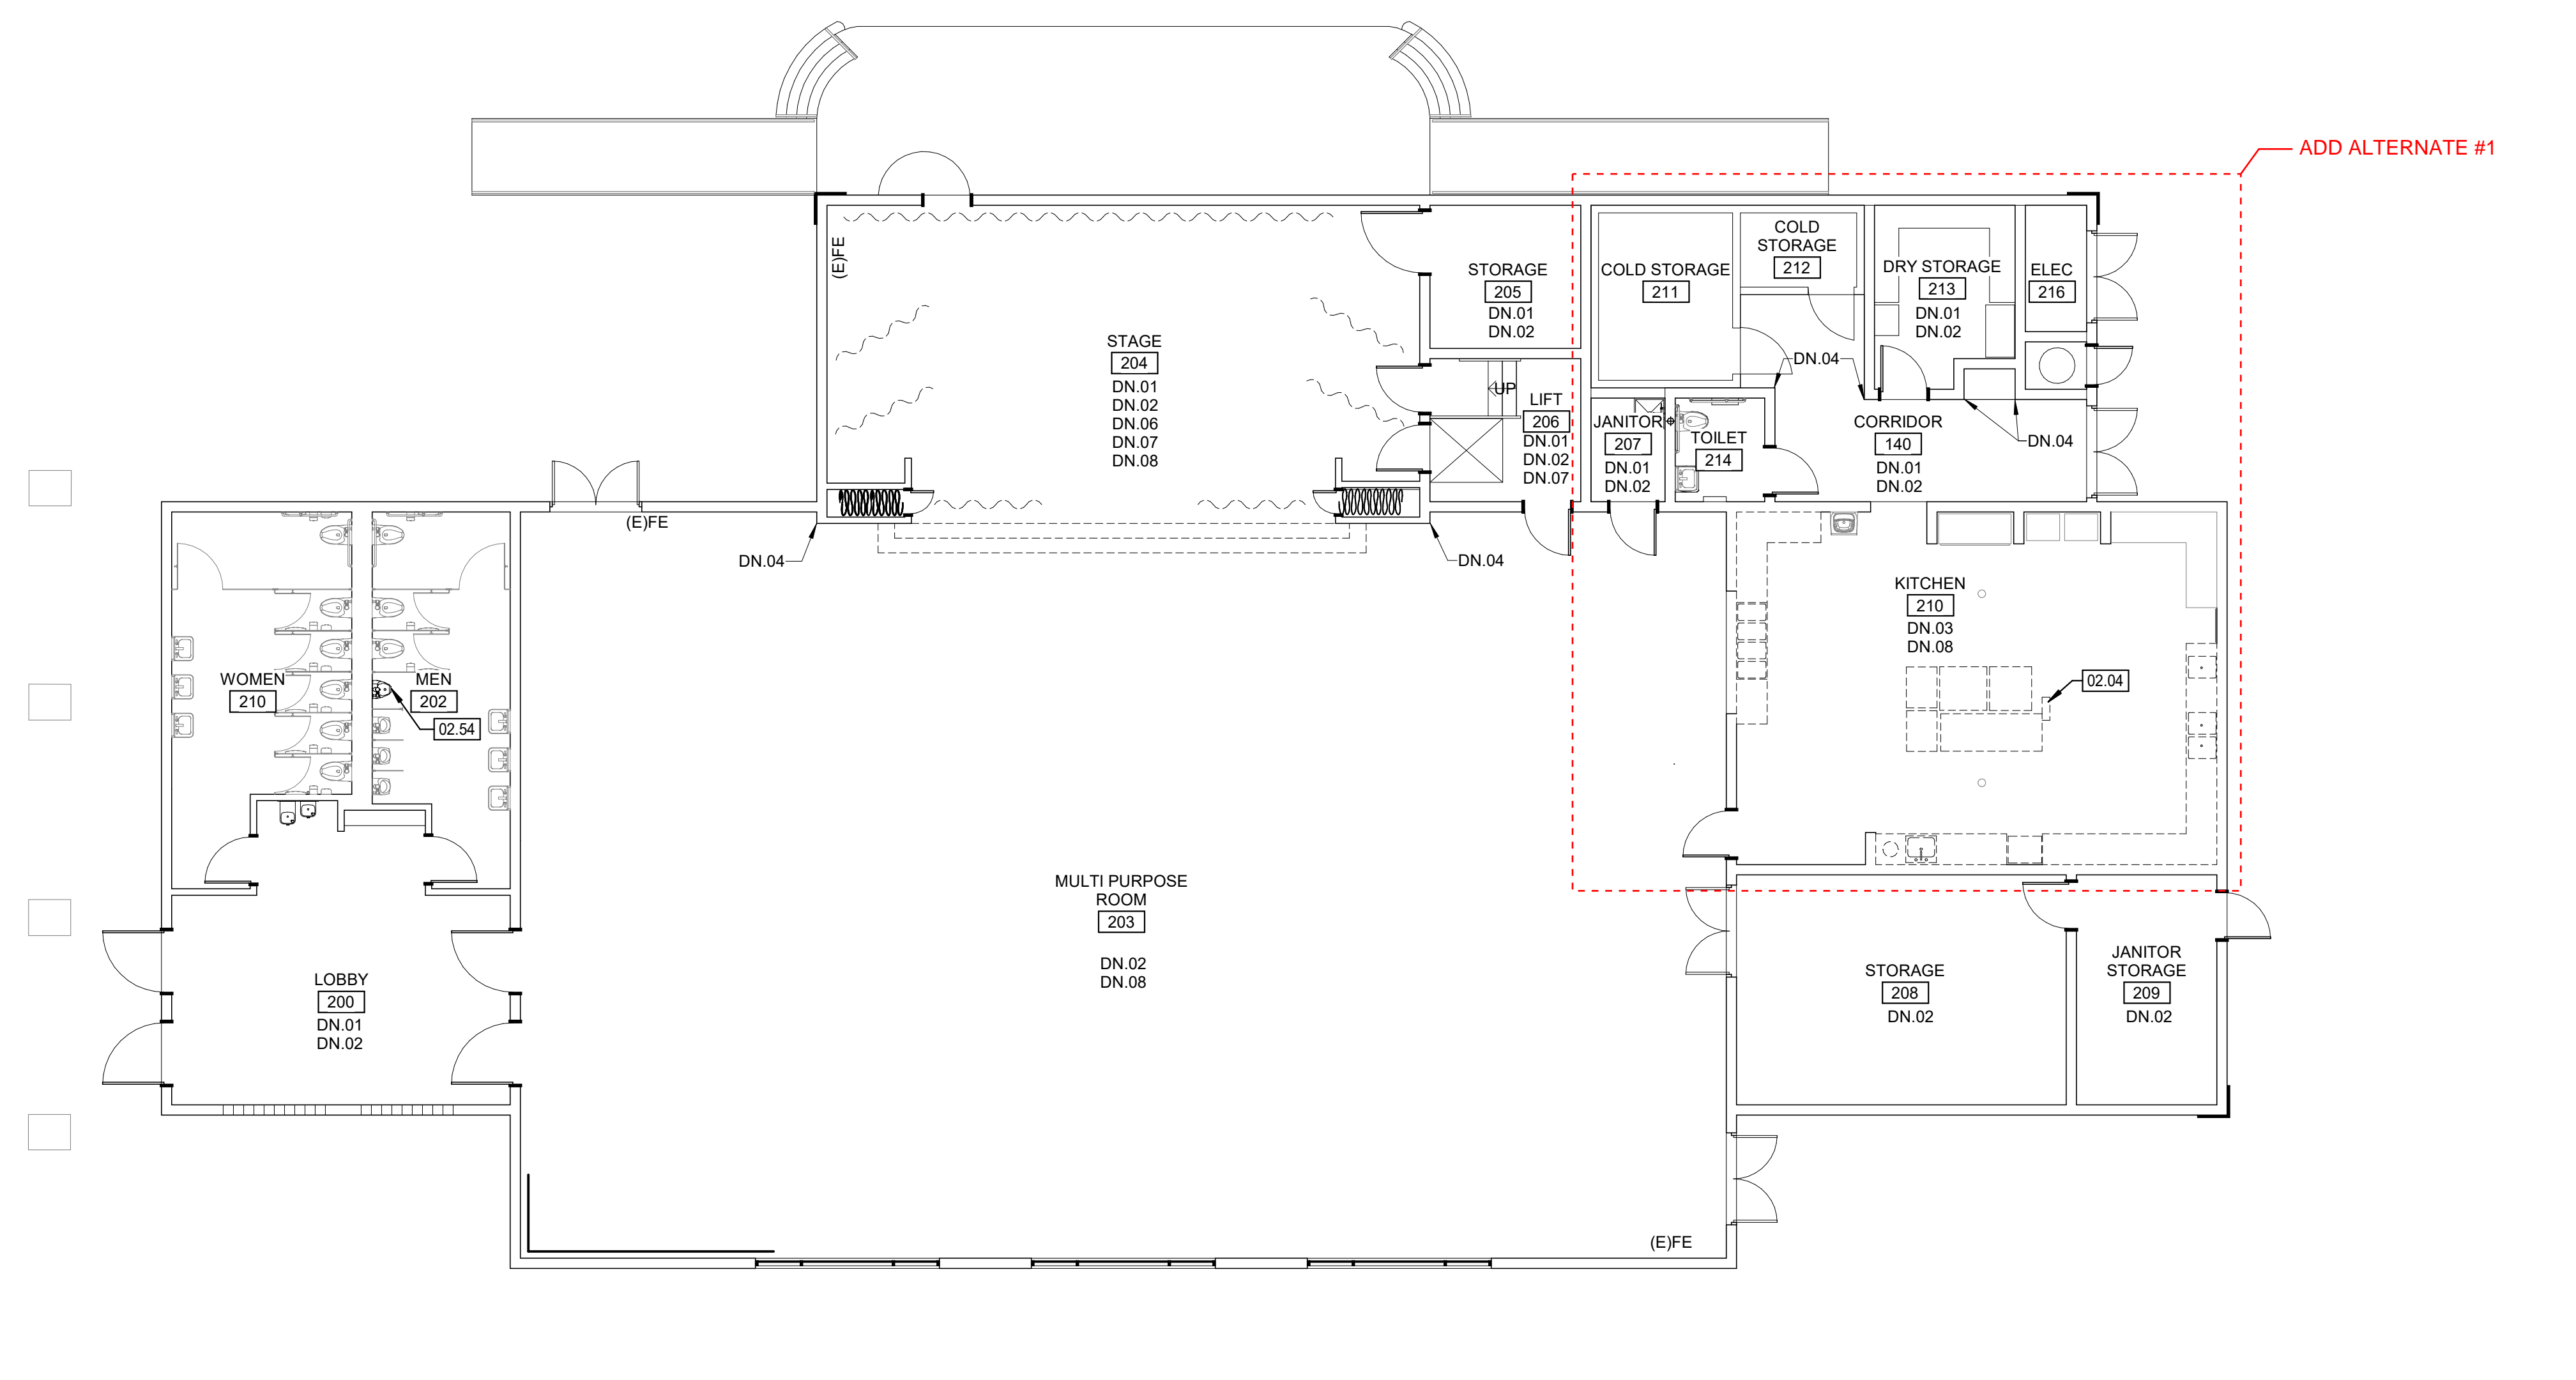 ADD ALTERNATE #1
(E)FE
STAGE
204
DN.01
DN.02
DN.06
DN.07
DN.08
STORAGE
205
DN.01
DN.02
COLD STORAGE
211
COLD
STORAGE
212
DRY STORAGE
213
DN.01
DN.02
ELEC
216
DN.04
UP
LIFT
206
DN.01
DN.02
DN.07
JANITOR
207
DN.01
DN.02
TOILET
214
CORRIDOR
140
DN.01
DN.02
DN.04
(E)FE
DN.04
DN.04
KITCHEN
210
DN.03
DN.08
02.04
WOMEN
210
MEN
202
02.54
MULTI PURPOSE
ROOM
203
DN.02
DN.08
LOBBY
200
DN.01
DN.02
STORAGE
208
DN.02
JANITOR
STORAGE
209
DN.02
(E)FE